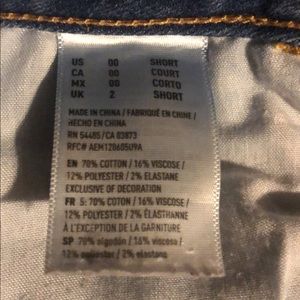 US 00 SHORT
CA 00 COURT
MX 00 CORTO
UK 2 SHORT
MADE IN CHINA / FABRIQUÉ EN CHINE /
HECHO EN CHINA
RN 54485 / CA 03873
RFC# AEM120605U9A
EN: 70% COTTON / 16% VISCOSE /
12% POLYESTER / 2% ELASTANE
EXCLUSIVE OF DECORATION
FR 5: 70% COTON / 16% VISCOSE /
12% POLYESTER / 2% ÉLASTHANNE
À L'EXCEPTION DE LA GARNITURE
SP 70% algodón / 16% viscosa /
12% poliéster / 2% elastano